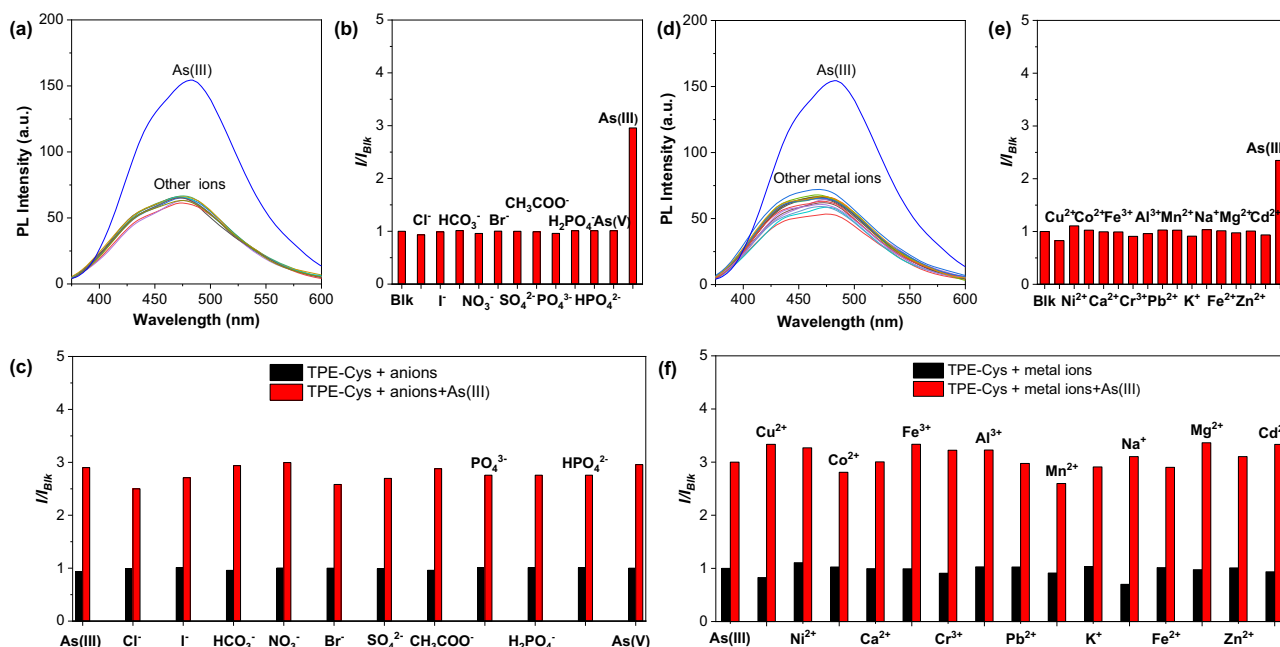 (a)
200
150
100
50
0
PL Intensity (a.u.)
As(III)
Other ions
400 450 500 550 600
Wavelength (nm)
(b)
5
4
3
2
1
0
I/I_Blk
As(III)
CH₃COO⁻
Cl⁻ HCO₃⁻ Br⁻ H₂PO₄⁻ As(V)
Blk I⁻ NO₃⁻ SO₄²⁻ PO₄³⁻ HPO₄²⁻
(c)
5
4
3
2
1
0
I/I_Blk
TPE-Cys + anions
TPE-Cys + anions+As(III)
PO₄³⁻ HPO₄²⁻
As(III) Cl⁻ I⁻ HCO₃⁻ NO₃⁻ Br⁻ SO₄²⁻ CH₃COO⁻ H₂PO₄⁻ As(V)
(d)
200
150
100
50
0
PL Intensity (a.u.)
As(III)
Other metal ions
400 450 500 550 600
Wavelength (nm)
(e)
5
4
3
2
1
0
I/I_Blk
As(III
Cu²⁺ Co²⁺ Fe³⁺ Al³⁺ Mn²⁺ Na⁺ Mg²⁺ Cd²⁺
Blk Ni²⁺ Ca²⁺ Cr³⁺ Pb²⁺ K⁺ Fe²⁺ Zn²⁺
(f)
5
4
3
2
1
0
I/I_Blk
TPE-Cys + metal ions
TPE-Cys + metal ions+As(III)
Cu²⁺ Co²⁺ Fe³⁺ Al³⁺ Mn²⁺ Na⁺ Mg²⁺ Cd²
As(III) Ni²⁺ Ca²⁺ Cr³⁺ Pb²⁺ K⁺ Fe²⁺ Zn²⁺